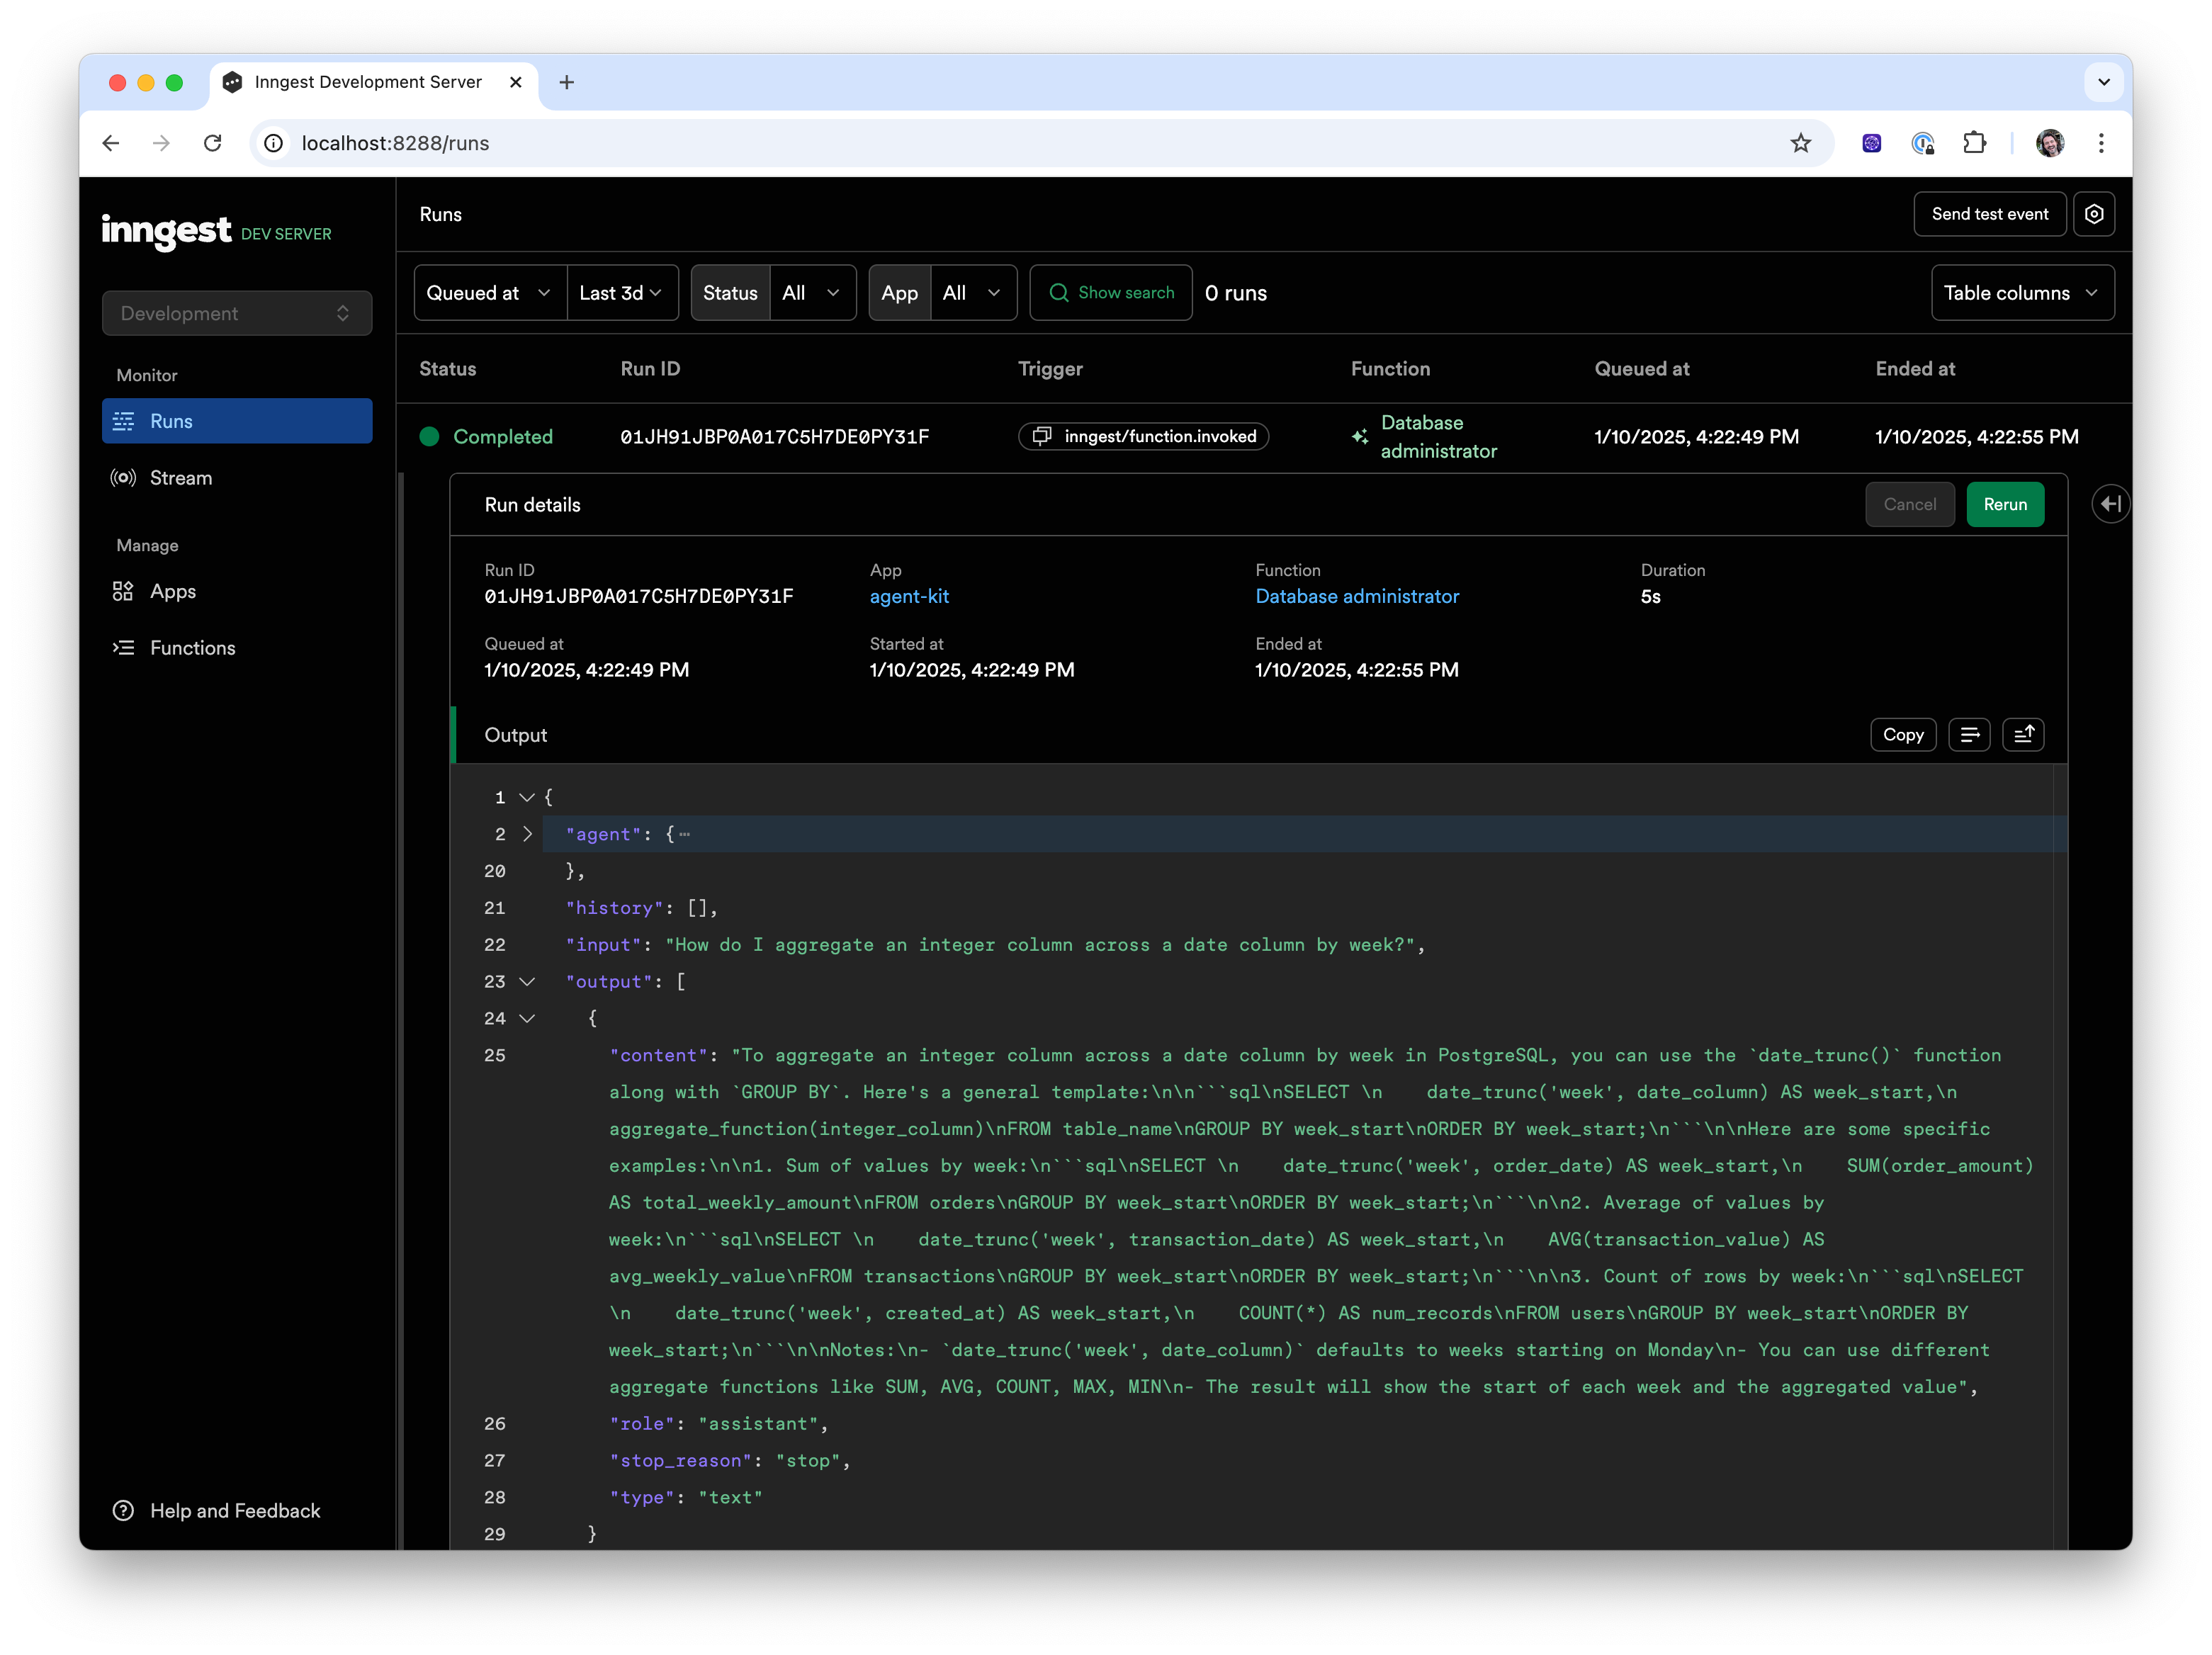 Inngest Development Server
localhost:8288/runs
inngest DEV SERVER
Development
Monitor
Runs
Stream
Manage
Apps
Functions
Help and Feedback
Runs
Send test event
Queued at
Last 3d
Status
All
App
All
Show search
0 runs
Table columns
Status
Run ID
Trigger
Function
Queued at
Ended at
Completed
01JH91JBP0A017C5H7DE0PY31F
inngest/function.invoked
Database
administrator
1/10/2025, 4:22:49 PM
1/10/2025, 4:22:55 PM
Run details
Cancel
Rerun
Run ID
01JH91JBP0A017C5H7DE0PY31F
App
agent-kit
Function
Database administrator
Duration
5s
Queued at
1/10/2025, 4:22:49 PM
Started at
1/10/2025, 4:22:49 PM
Ended at
1/10/2025, 4:22:55 PM
Output
Copy
1 {
2 "agent": {…
20 },
21 "history": [],
22 "input": "How do I aggregate an integer column across a date column by week?",
23 "output": [
24 {
25 "content": "To aggregate an integer column across a date column by week in PostgreSQL, you can use the `date_trunc()` function
along with `GROUP BY`. Here's a general template:\n\n```sql\nSELECT \n    date_trunc('week', date_column) AS week_start,\n
aggregate_function(integer_column)\nFROM table_name\nGROUP BY week_start\nORDER BY week_start;\n```\n\nHere are some specific
examples:\n\n1. Sum of values by week:\n```sql\nSELECT \n    date_trunc('week', order_date) AS week_start,\n    SUM(order_amount)
AS total_weekly_amount\nFROM orders\nGROUP BY week_start\nORDER BY week_start;\n```\n\n2. Average of values by
week:\n```sql\nSELECT \n    date_trunc('week', transaction_date) AS week_start,\n    AVG(transaction_value) AS
avg_weekly_value\nFROM transactions\nGROUP BY week_start\nORDER BY week_start;\n```\n\n3. Count of rows by week:\n```sql\nSELECT
\n    date_trunc('week', created_at) AS week_start,\n    COUNT(*) AS num_records\nFROM users\nGROUP BY week_start\nORDER BY
week_start;\n```\n\nNotes:\n- `date_trunc('week', date_column)` defaults to weeks starting on Monday\n- You can use different
aggregate functions like SUM, AVG, COUNT, MAX, MIN\n- The result will show the start of each week and the aggregated value",
26 "role": "assistant",
27 "stop_reason": "stop",
28 "type": "text"
29 }